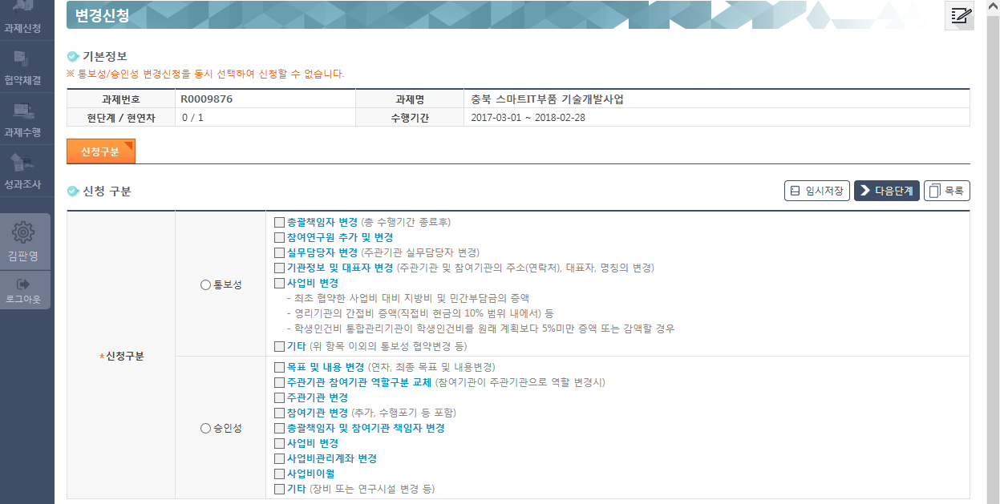 변경신청
과제신청
협약체결
과제수행
성과조사
김판영
로그아웃
기본정보
※ 통보성/승인성 변경신청을 동시 선택하여 신청할 수 없습니다.
과제번호 R0009876 과제명 충북 스마트IT부품 기술개발사업
현단계 / 현연차 0 / 1 수행기간 2017-03-01 ~ 2018-02-28
신청구분
신청 구분
임시저장 다음단계 목록
*신청구분
통보성
총괄책임자 변경 (총 수행기간 종료후)
참여연구원 추가 및 변경
실무담당자 변경 (주관기관 실무담당자 변경)
기관정보 및 대표자 변경 (주관기관 및 참여기관의 주소(연락처), 대표자, 명칭의 변경)
사업비 변경
- 최초 협약한 사업비 대비 지방비 및 민간부담금의 증액
- 영리기관의 간접비 증액(직접비 현금의 10% 범위 내에서) 등
- 학생인건비 통합관리기관이 학생인건비를 원래 계획보다 5%미만 증액 또는 감액할 경우
기타 (위 항목 이외의 통보성 협약변경 등)
승인성
목표 및 내용 변경 (연차, 최종 목표 및 내용변경)
주관기관 참여기관 역할구분 교체 (참여기관이 주관기관으로 역할 변경시)
주관기관 변경
참여기관 변경 (추가, 수행포기 등 포함)
총괄책임자 및 참여기관 책임자 변경
사업비 변경
사업비관리계좌 변경
사업비이월
기타 (장비 또는 연구시설 변경 등)